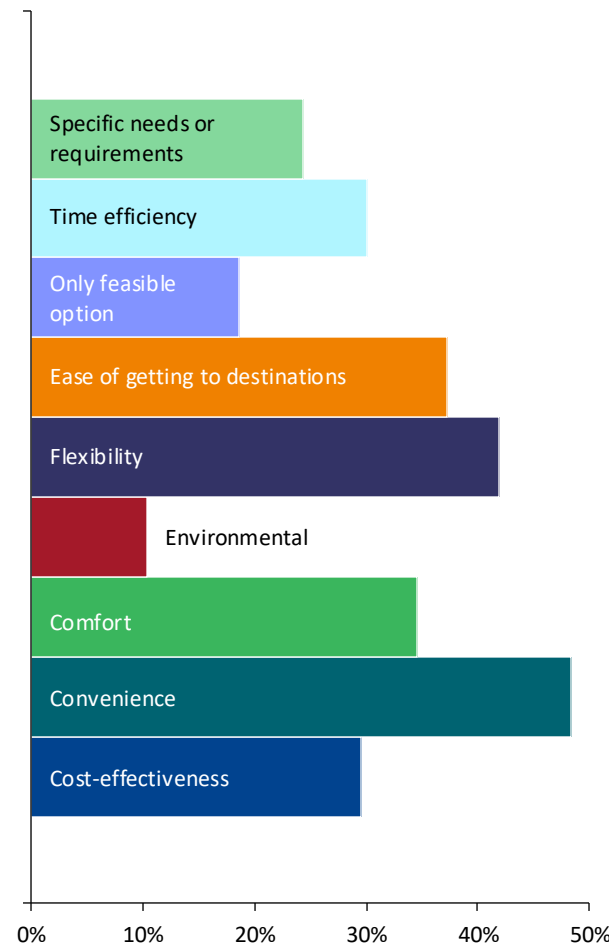 Specific needs or
requirements
Time efficiency
Only feasible
option
Ease of getting to destinations
Flexibility
Environmental
Comfort
Convenience
Cost-effectiveness
0% 10% 20% 30% 40% 50%